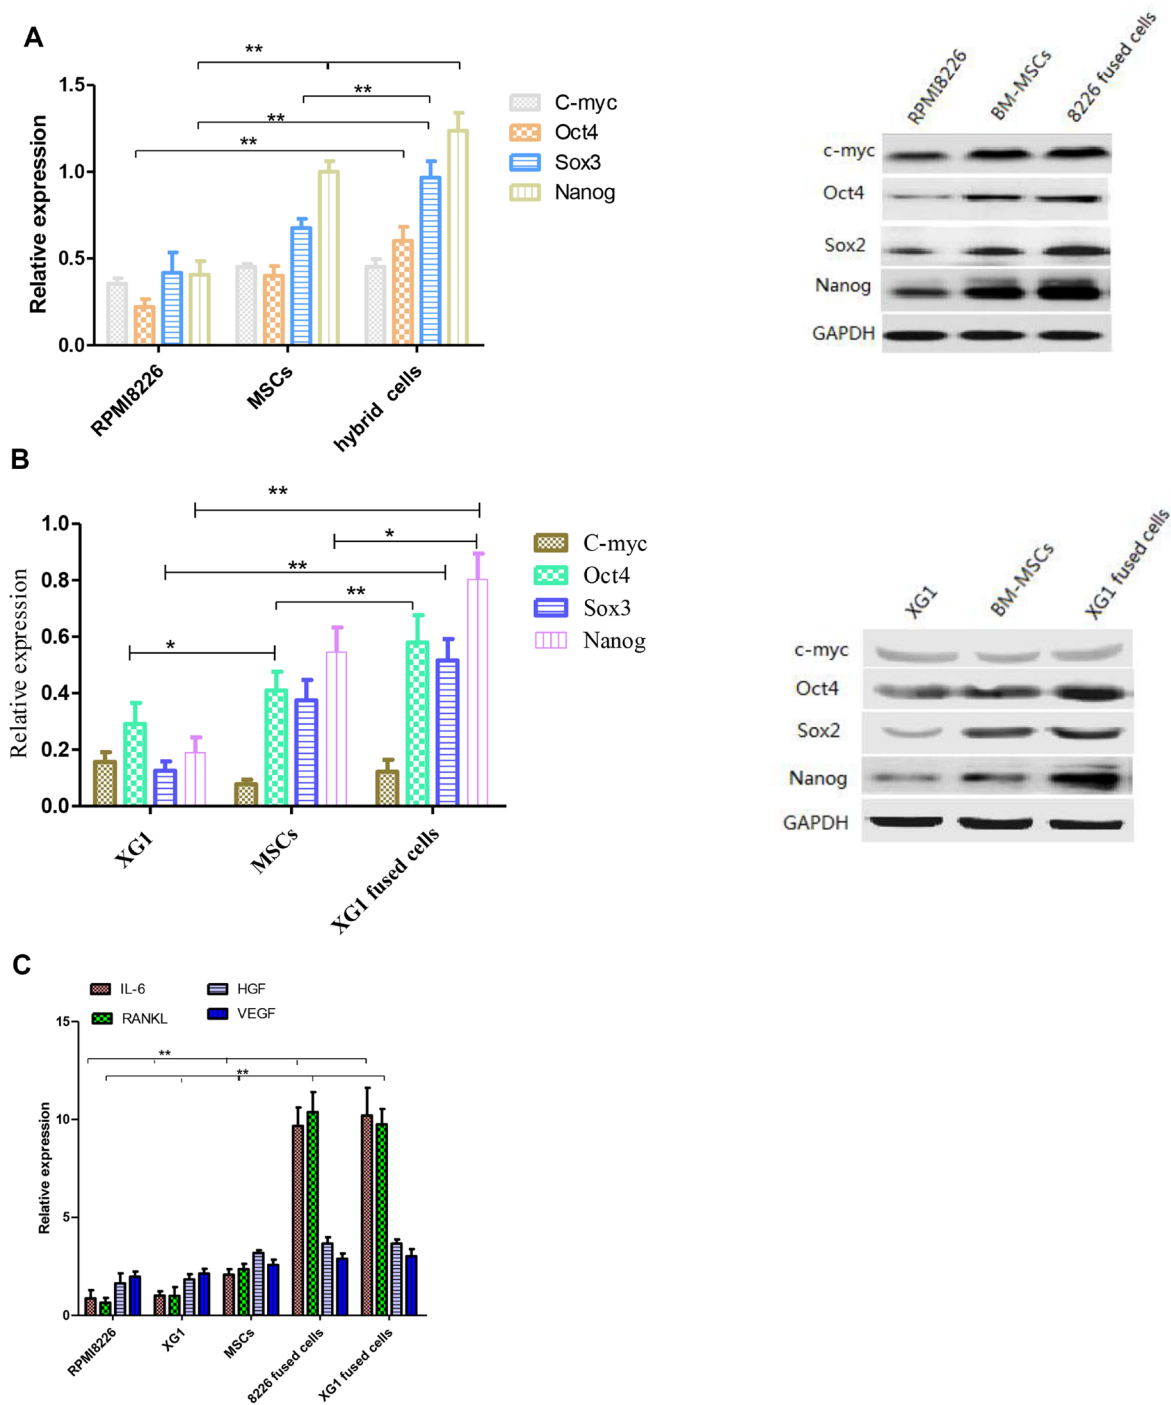 A
**
**
**
**
1.5
1.0
0.5
0.0
Relative expression
RPMI8226
MSCs
hybrid cells
C-myc
Oct4
Sox3
Nanog
RPMI8226
BM-MSCs
8226 fused cells
c-myc
Oct4
Sox2
Nanog
GAPDH
B
**
*
**
**
*
1.0
0.8
0.6
0.4
0.2
0.0
Relative expression
XG1
MSCs
XG1 fused cells
C-myc
Oct4
Sox3
Nanog
XG1
BM-MSCs
XG1 fused cells
c-myc
Oct4
Sox2
Nanog
GAPDH
C
IL-6
HGF
RANKL
VEGF
**
**
15
10
5
0
Relative expression
RPMI8226
XG1
MSCs
8226 fused cells
XG1 fused cells